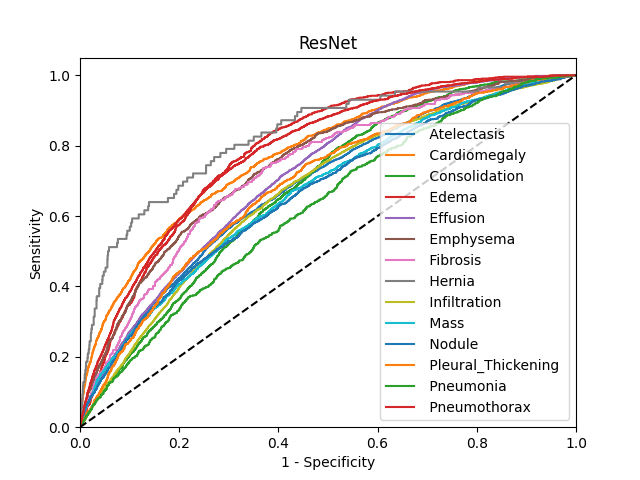 ResNet
1.0
0.8
0.6
0.4
0.2
0.0
Sensitivity
0.0 0.2 0.4 0.6 0.8 1.0
1 - Specificity
Atelectasis
Cardiomegaly
Consolidation
Edema
Effusion
Emphysema
Fibrosis
Hernia
Infiltration
Mass
Nodule
Pleural_Thickening
Pneumonia
Pneumothorax